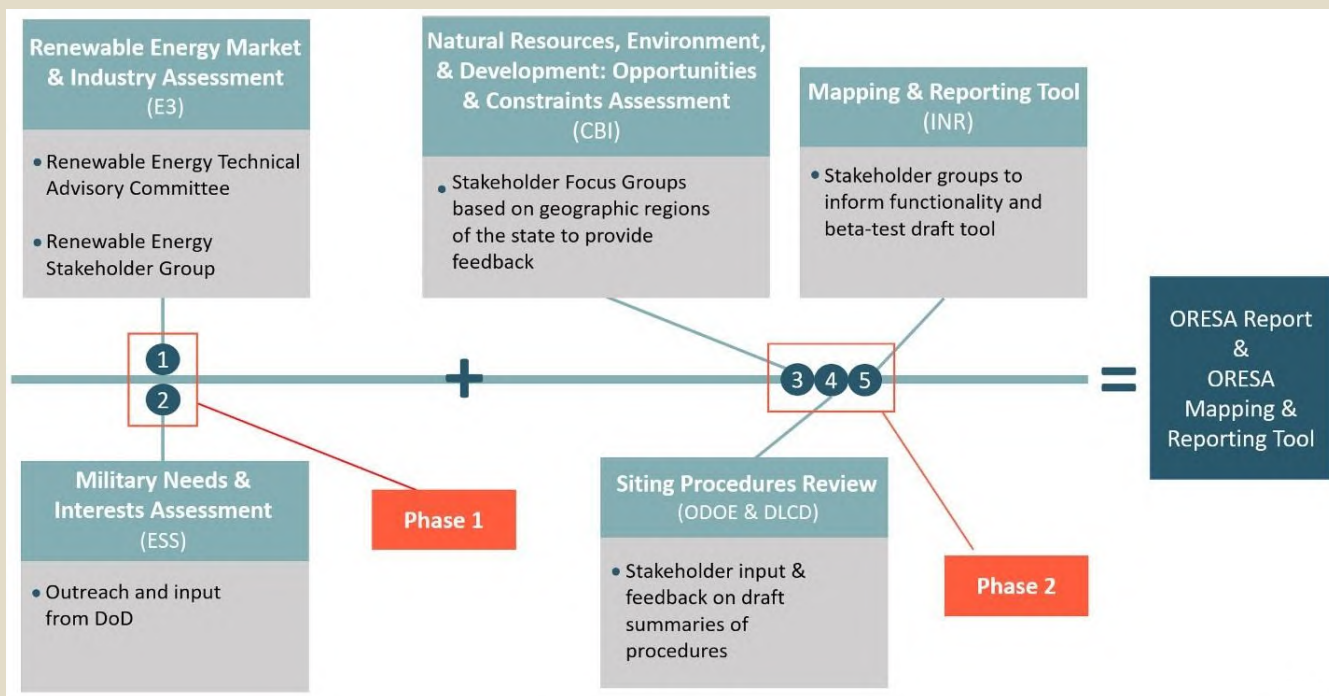 Renewable Energy Market
& Industry Assessment
(E3)
• Renewable Energy Technical
Advisory Committee
• Renewable Energy
Stakeholder Group
Natural Resources, Environment,
& Development: Opportunities
& Constraints Assessment
(CBI)
• Stakeholder Focus Groups
based on geographic regions
of the state to provide
feedback
Mapping & Reporting Tool
(INR)
• Stakeholder groups to
inform functionality and
beta-test draft tool
1
2
+
3 4 5
=
ORESA Report
&
ORESA
Mapping &
Reporting Tool
Military Needs &
Interests Assessment
(ESS)
• Outreach and input
from DoD
Phase 1
Siting Procedures Review
(ODOE & DLCD)
• Stakeholder input &
feedback on draft
summaries of
procedures
Phase 2